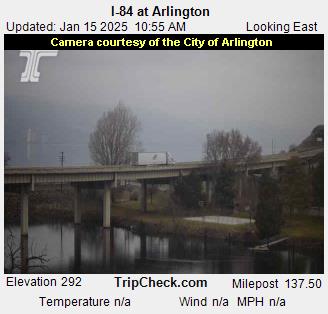 I-84 at Arlington
Updated: Jan 15 2025 10:55 AM Looking East
Camera courtesy of the City of Arlington
Elevation 292 TripCheck.com Milepost 137.50
Temperature n/a Wind n/a MPH n/a